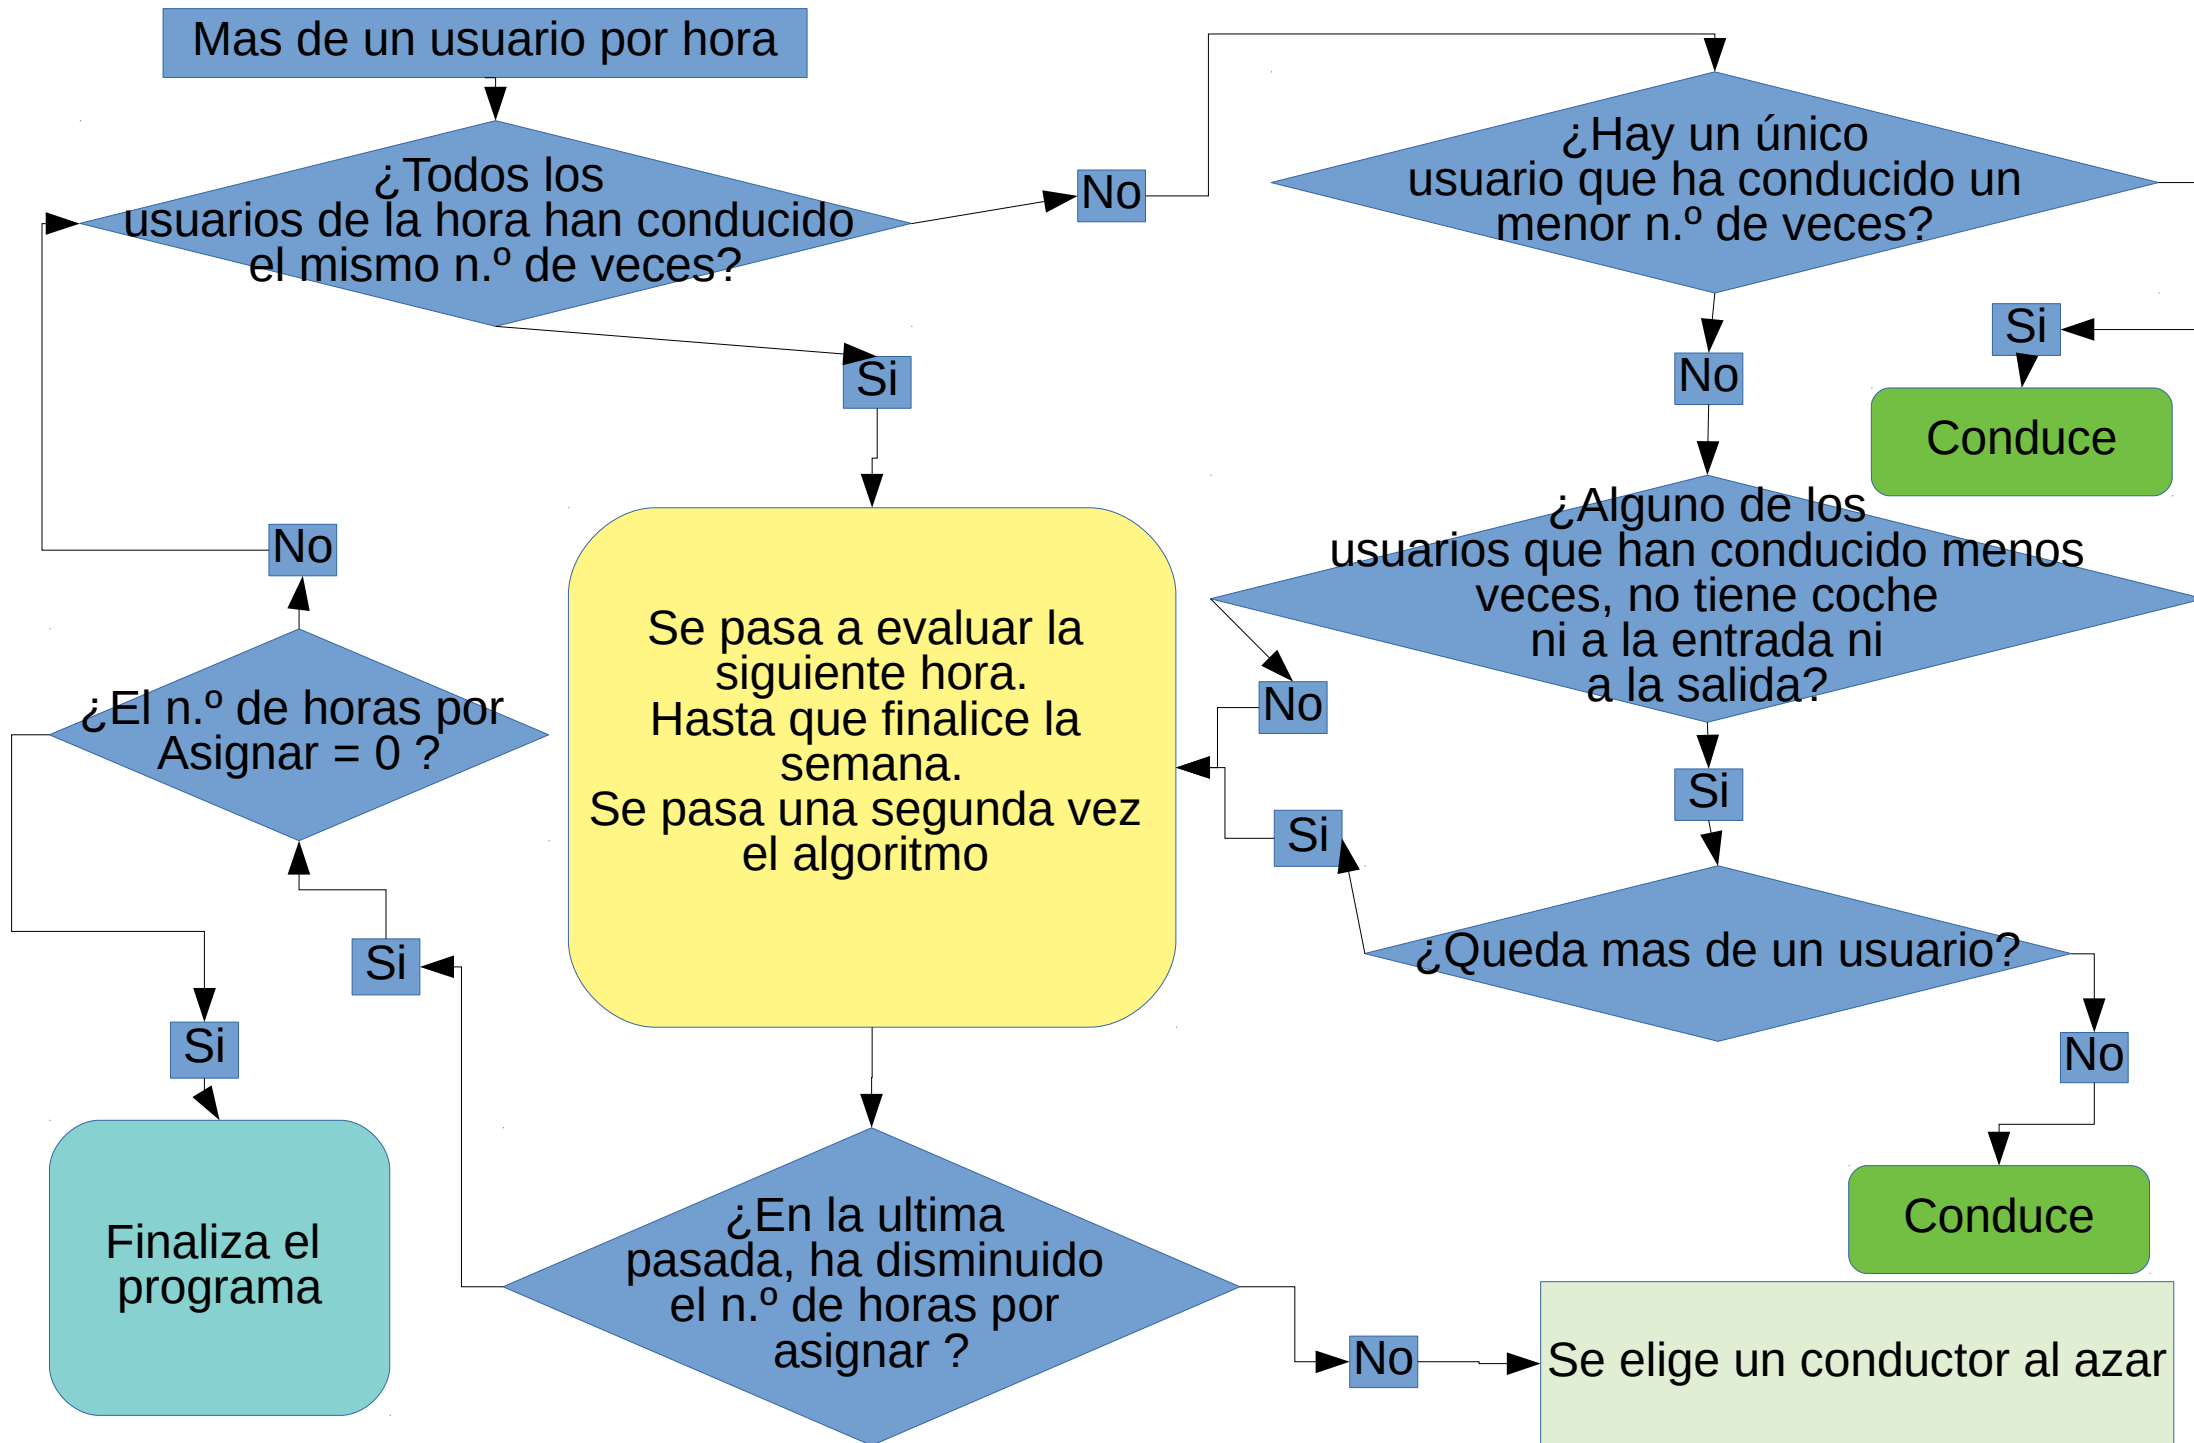 Mas de un usuario por hora
¿Todos los
usuarios de la hora han conducido
el mismo n.º de veces?
No
¿Hay un único
usuario que ha conducido un
menor n.º de veces?
Si
Si
No
Conduce
¿Alguno de los
usuarios que han conducido menos
veces, no tiene coche
ni a la entrada ni
a la salida?
No
Se pasa a evaluar la
siguiente hora.
Hasta que finalice la
semana.
Se pasa una segunda vez
el algoritmo
¿El n.º de horas por
Asignar = 0 ?
No
Si
Si
¿Queda mas de un usuario?
Si
Si
No
Conduce
Finaliza el
programa
¿En la ultima
pasada, ha disminuido
el n.º de horas por
asignar ?
No
Se elige un conductor al azar